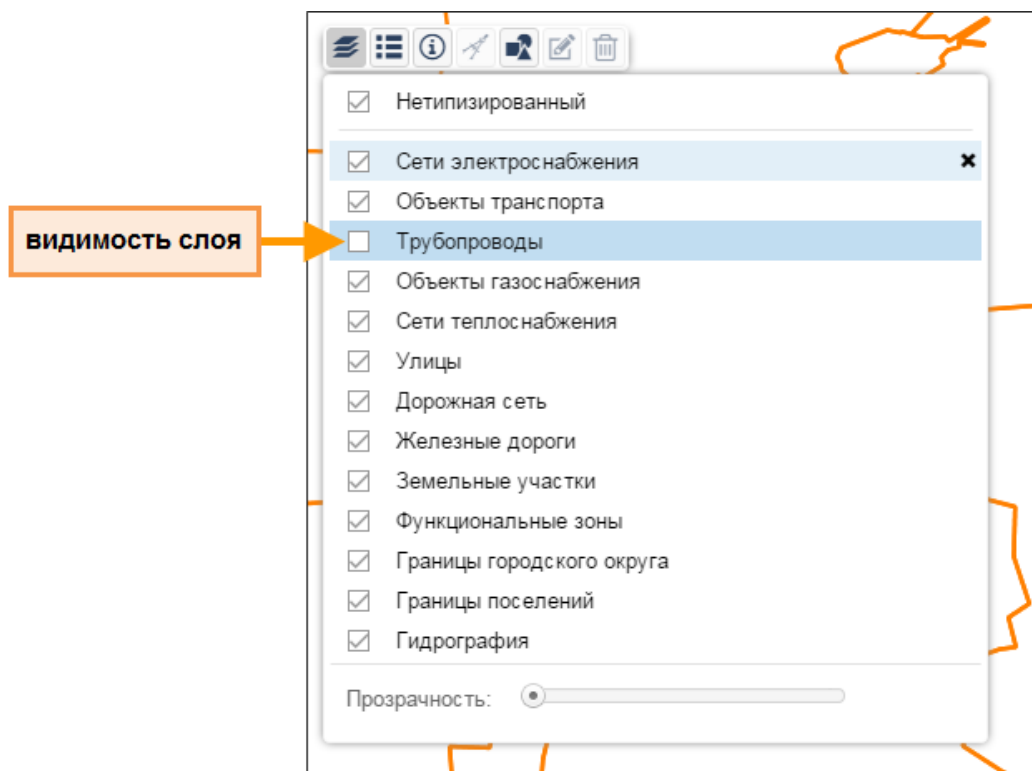 Нетипизированный
Сети электроснабжения
Объекты транспорта
видимость слоя
Трубопроводы
Объекты газоснабжения
Сети теплоснабжения
Улицы
Дорожная сеть
Железные дороги
Земельные участки
Функциональные зоны
Границы городского округа
Границы поселений
Гидрография
Прозрачность: